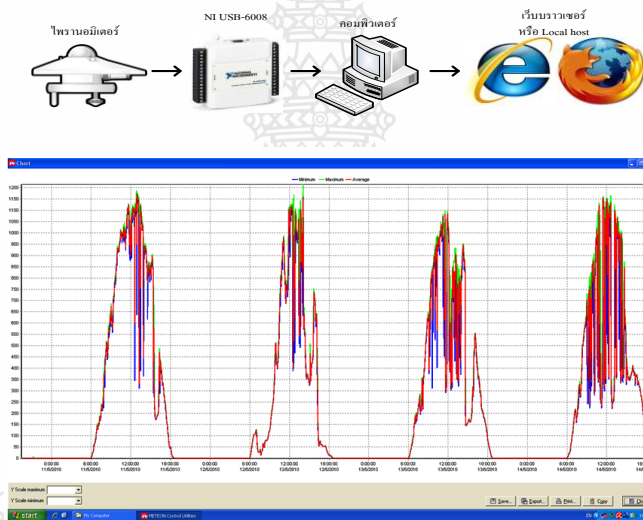 ไพรานอมิเตอร์
NI USB-6008
คอมพิวเตอร์
เว็บบราวเซอร์
หรือ Local host
NATIONAL INSTRUMENTS
Chart
Minimum Maximum Average
1200
1150
1100
1050
1000
950
900
850
800
750
700
650
600
550
500
450
400
350
300
250
200
150
100
50
0
0:00:00 6:00:00 12:00:00 18:00:00 0:00:00 6:00:00 12:00:00 18:00:00 0:00:00 6:00:00 12:00:00 18:00:00 0:00:00 6:00:00 12:00:00
11/5/2010 11/5/2010 11/5/2010 11/5/2010 12/5/2010 12/5/2010 12/5/2010 12/5/2010 13/5/2010 13/5/2010 13/5/2010 13/5/2010 14/5/2010 14/5/2010 14/5/2010
Y Scale maximum
Y Scale minimum
Save... Export... Print... Copy
start My Computer METEON Control Utilities EN